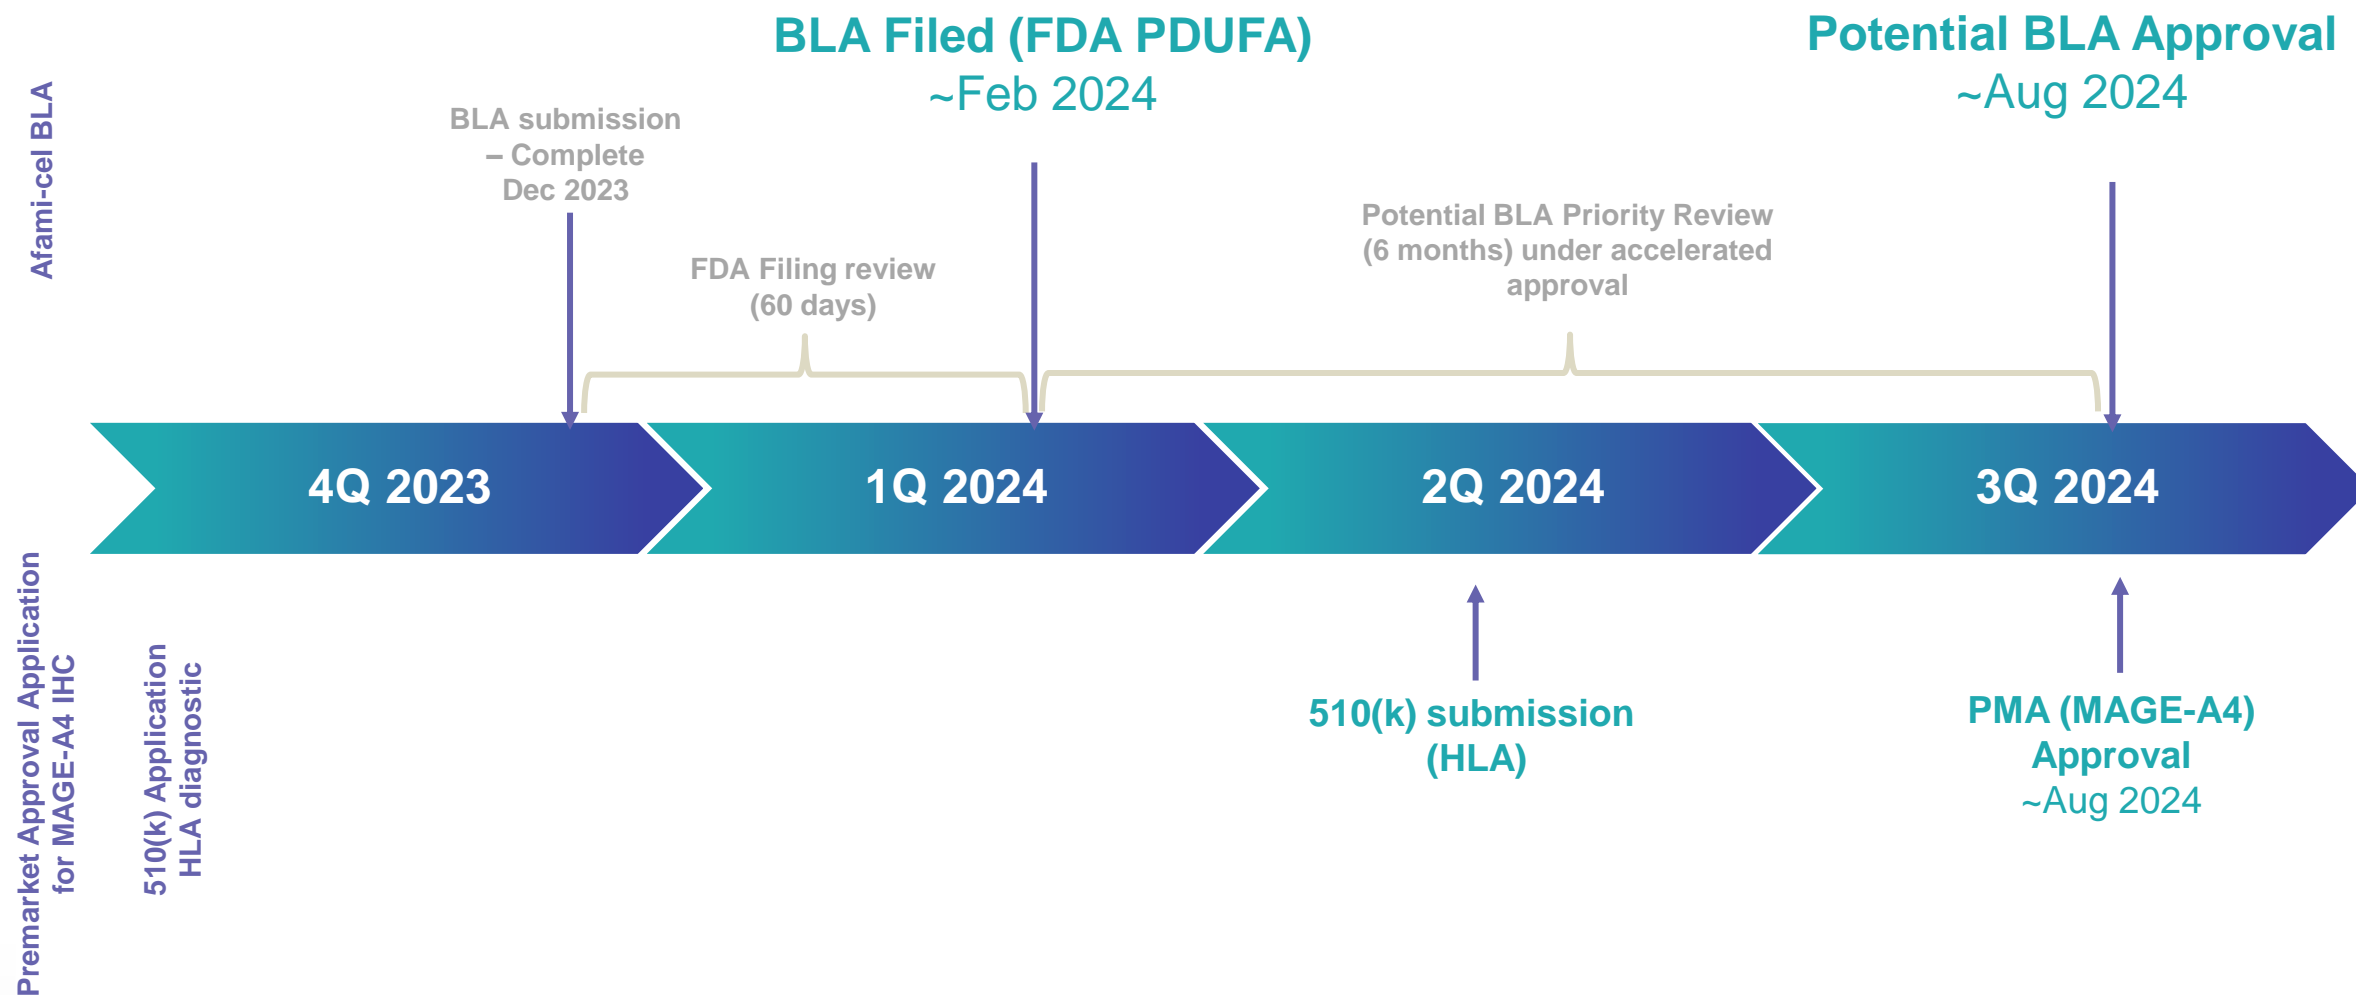 Afami-cel BLA
BLA submission
– Complete
Dec 2023
FDA Filing review
(60 days)
BLA Filed (FDA PDUFA)
~Feb 2024
Potential BLA Priority Review
(6 months) under accelerated
approval
Potential BLA Approval
~Aug 2024
4Q 2023
1Q 2024
2Q 2024
3Q 2024
Premarket Approval Application
for MAGE-A4 IHC
510(k) Application
HLA diagnostic
510(k) submission
(HLA)
PMA (MAGE-A4)
Approval
~Aug 2024